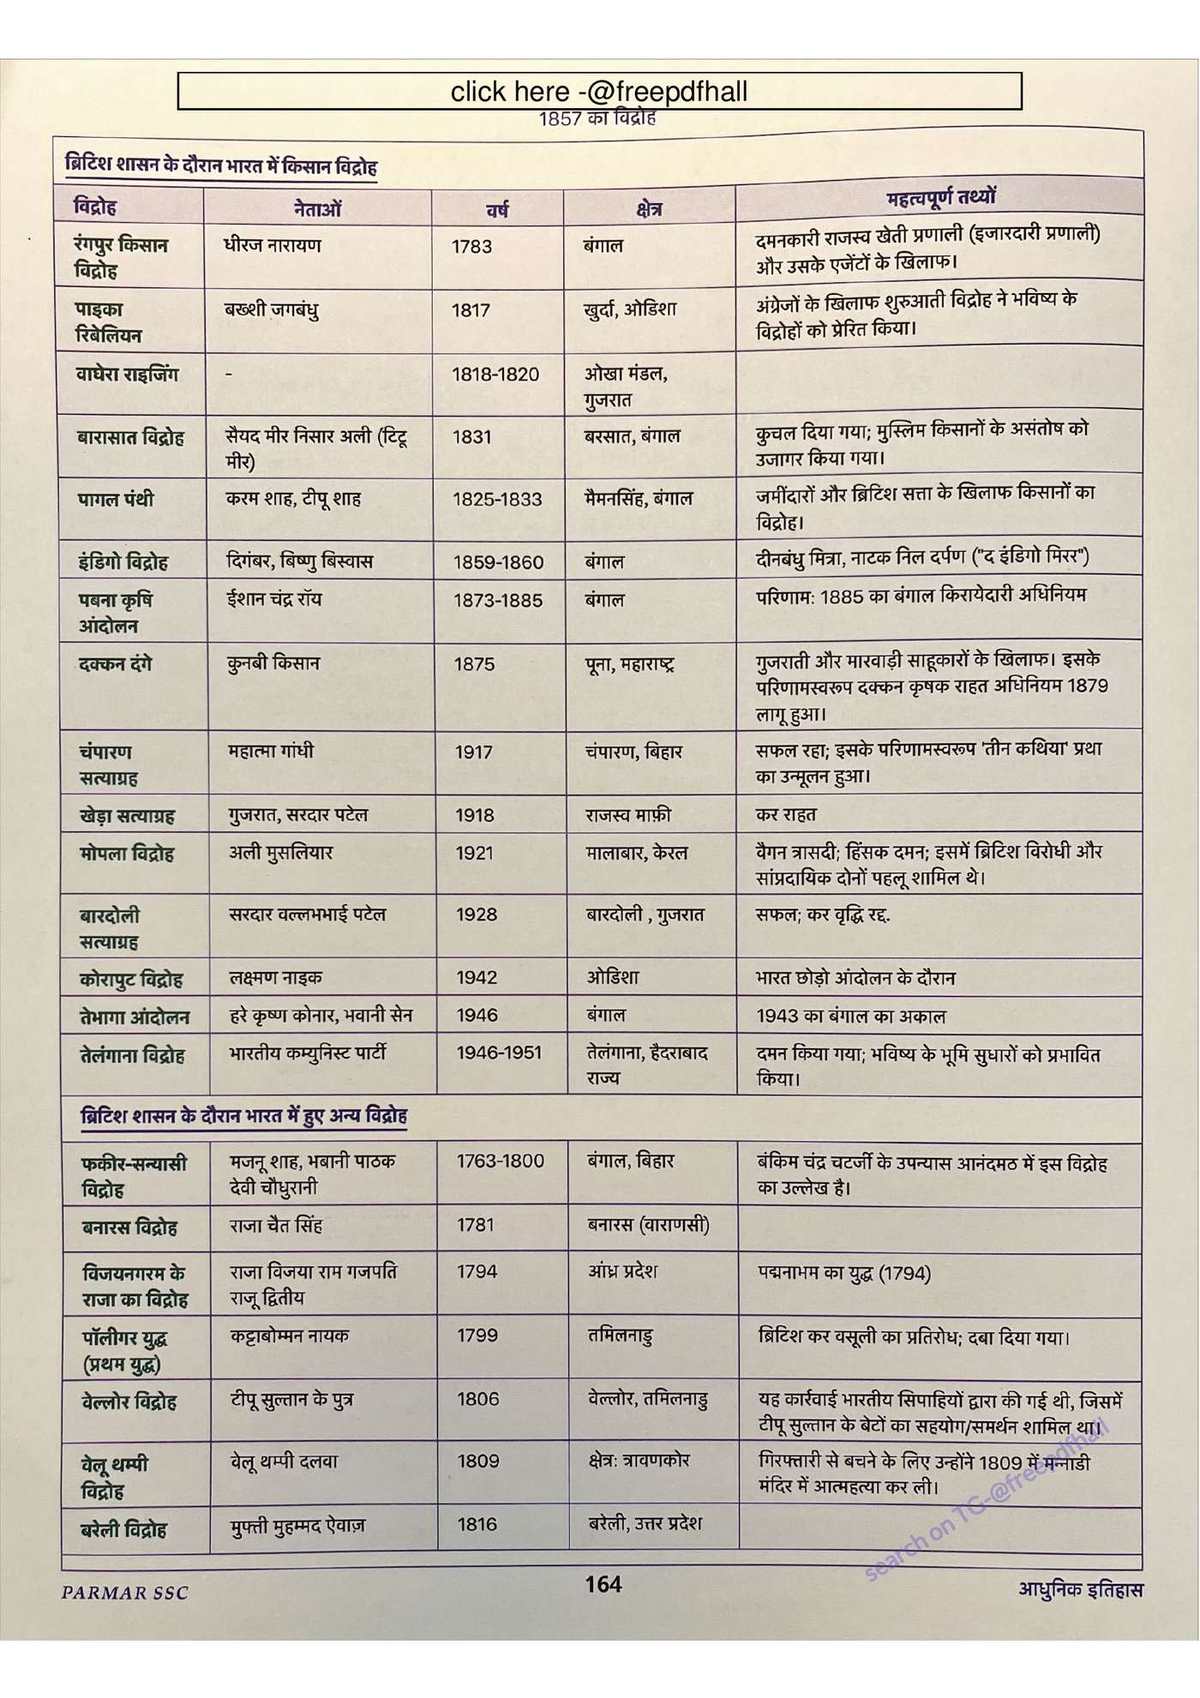 click here -@freepdfhall
1857 का विद्रोह
ब्रिटिश शासन के दौरान भारत में किसान विद्रोह
विद्रोह नेताओं वर्ष क्षेत्र महत्वपूर्ण तथ्यों
रंगपुर किसान धीरज नारायण 1783 बंगाल दमनकारी राजस्व खेती प्रणाली (इजारदारी प्रणाली)
विद्रोह और उसके एजेंटों के खिलाफ।
पाइका बख्शी जगबंधु 1817 खुर्दा, ओडिशा अंग्रेजों के खिलाफ शुरुआती विद्रोह ने भविष्य के
रिबेलियन विद्रोहों को प्रेरित किया।
वाघेरा राइजिंग - 1818-1820 ओखा मंडल,
गुजरात
बारासात विद्रोह सैयद मीर निसार अली (टिटू 1831 बरसात, बंगाल कुचल दिया गया; मुस्लिम किसानों के असंतोष को
मीर) उजागर किया गया।
पागल पंथी करम शाह, टीपू शाह 1825-1833 मैमनसिंह, बंगाल जमींदारों और ब्रिटिश सत्ता के खिलाफ किसानों का
विद्रोह।
इंडिगो विद्रोह दिगंबर, बिष्णु बिस्वास 1859-1860 बंगाल दीनबंधु मित्रा, नाटक निल दर्पण ("द इंडिगो मिरर")
पबना कृषि ईशान चंद्र रॉय 1873-1885 बंगाल परिणाम: 1885 का बंगाल किरायेदारी अधिनियम
आंदोलन
दक्कन दंगे कुनबी किसान 1875 पूना, महाराष्ट्र गुजराती और मारवाड़ी साहूकारों के खिलाफ। इसके
परिणामस्वरूप दक्कन कृषक राहत अधिनियम 1879
लागू हुआ।
चंपारण महात्मा गांधी 1917 चंपारण, बिहार सफल रहा; इसके परिणामस्वरूप 'तीन कथिया' प्रथा
सत्याग्रह का उन्मूलन हुआ।
खेड़ा सत्याग्रह गुजरात, सरदार पटेल 1918 राजस्व माफ़ी कर राहत
मोपला विद्रोह अली मुसलियार 1921 मालाबार, केरल वैगन त्रासदी; हिंसक दमन; इसमें ब्रिटिश विरोधी और
सांप्रदायिक दोनों पहलू शामिल थे।
बारदोली सरदार वल्लभभाई पटेल 1928 बारदोली , गुजरात सफल; कर वृद्धि रद्द.
सत्याग्रह
कोरापुट विद्रोह लक्ष्मण नाइक 1942 ओडिशा भारत छोड़ो आंदोलन के दौरान
तेभागा आंदोलन हरे कृष्ण कोनार, भवानी सेन 1946 बंगाल 1943 का बंगाल का अकाल
तेलंगाना विद्रोह भारतीय कम्युनिस्ट पार्टी 1946-1951 तेलंगाना, हैदराबाद दमन किया गया; भविष्य के भूमि सुधारों को प्रभावित
राज्य किया।
ब्रिटिश शासन के दौरान भारत में हुए अन्य विद्रोह
फकीर-सन्यासी मजनू शाह, भबानी पाठक 1763-1800 बंगाल, बिहार बंकिम चंद्र चटर्जी के उपन्यास आनंदमठ में इस विद्रोह
विद्रोह देवी चौधुरानी का उल्लेख है।
बनारस विद्रोह राजा चैत सिंह 1781 बनारस (वाराणसी)
विजयनगरम के राजा विजया राम गजपति 1794 आंध्र प्रदेश पद्मनाभम का युद्ध (1794)
राजा का विद्रोह राजू द्वितीय
पॉलीगर युद्ध कट्टाबोम्मन नायक 1799 तमिलनाडु ब्रिटिश कर वसूली का प्रतिरोध; दबा दिया गया।
(प्रथम युद्ध)
वेल्लोर विद्रोह टीपू सुल्तान के पुत्र 1806 वेल्लोर, तमिलनाडु यह कार्रवाई भारतीय सिपाहियों द्वारा की गई थी, जिसमें
टीपू सुल्तान के बेटों का सहयोग/समर्थन शामिल था।
वेलू थम्पी वेलू थम्पी दलवा 1809 क्षेत्र: त्रावणकोर गिरफ्तारी से बचने के लिए उन्होंने 1809 में मन्नाडी
विद्रोह मंदिर में आत्महत्या कर ली।
बरेली विद्रोह मुफ्ती मुहम्मद ऐवाज़ 1816 बरेली, उत्तर प्रदेश
search on TG-@freepdfhall
PARMAR SSC 164 आधुनिक इतिहास